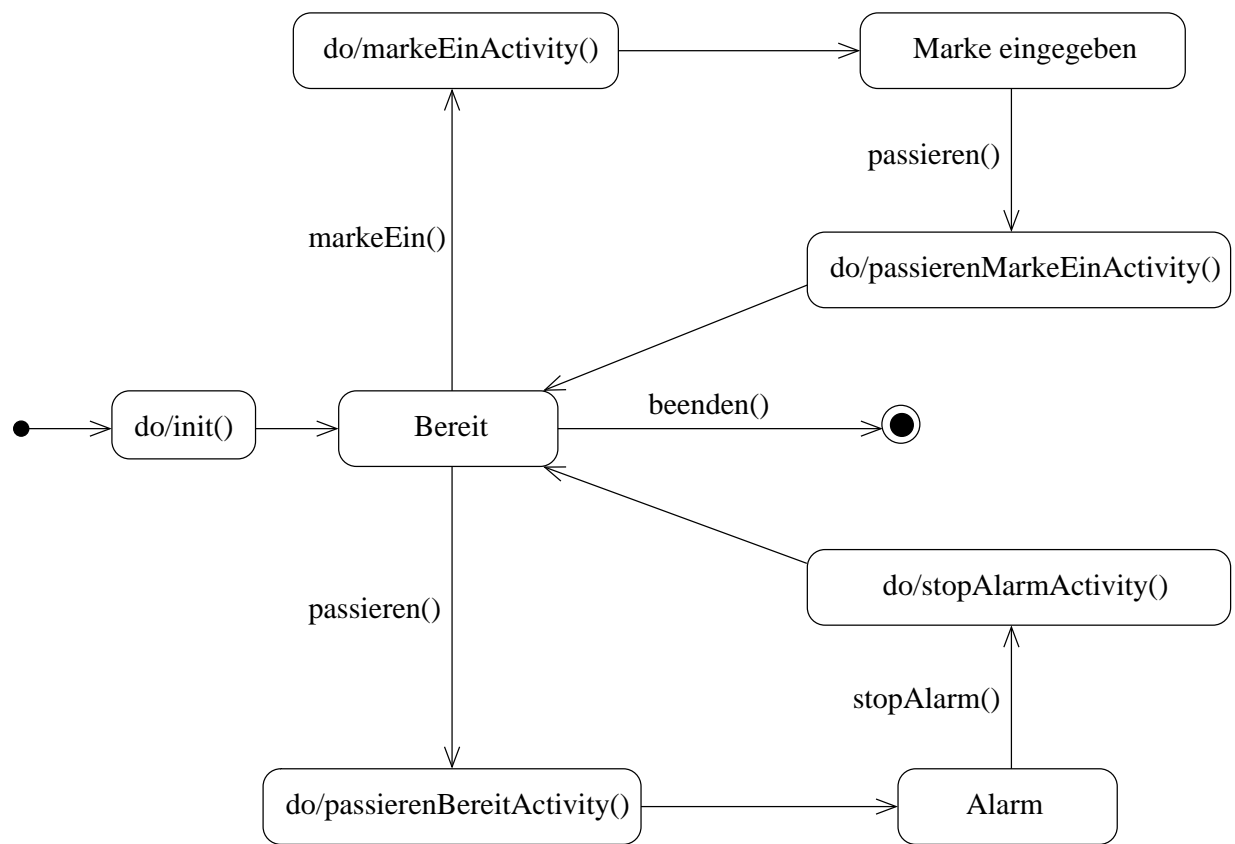 do/markeEinActivity()
Marke eingegeben
passieren()
markeEin()
do/passierenMarkeEinActivity()
beenden()
do/init()
Bereit
do/stopAlarmActivity()
passieren()
stopAlarm()
do/passierenBereitActivity()
Alarm